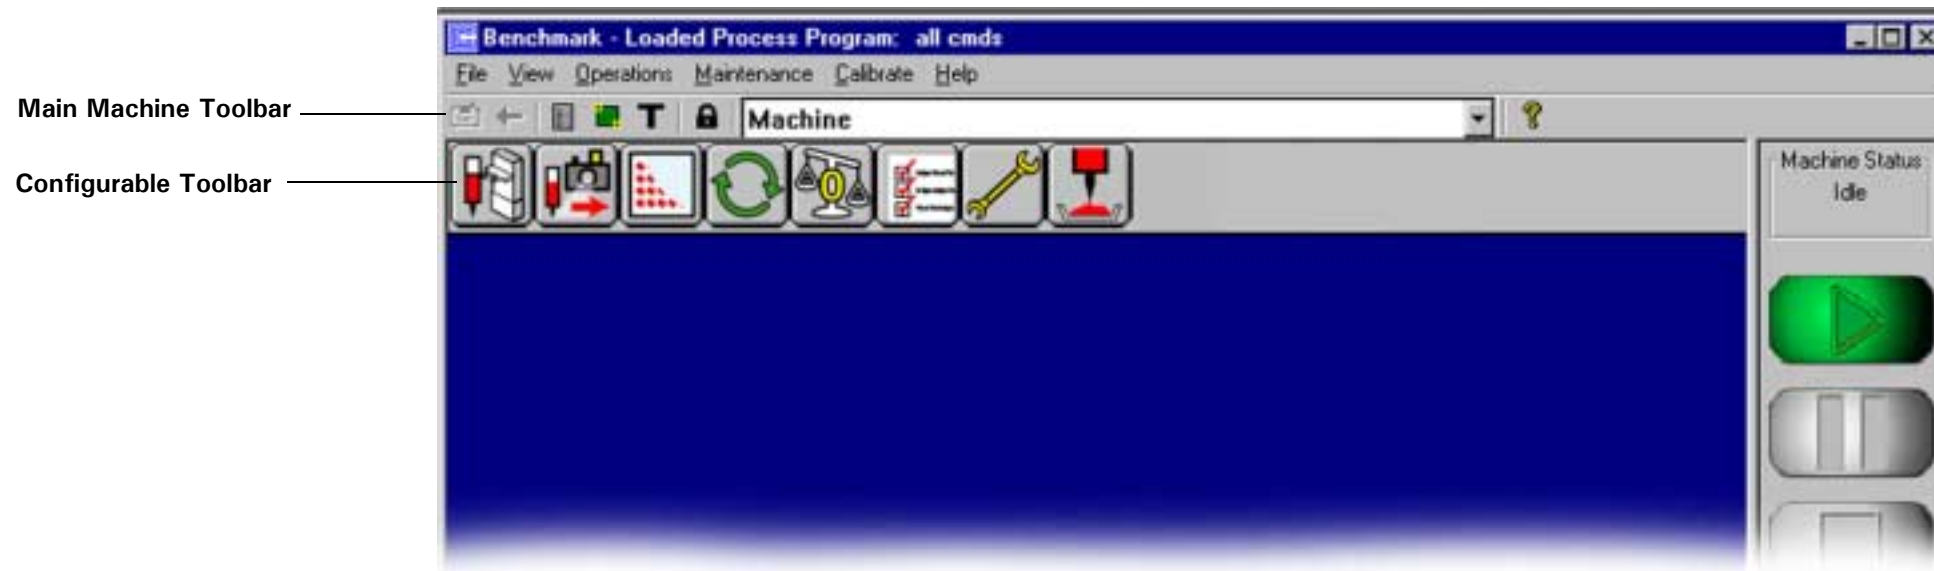 Benchmark - Loaded Process Program: all cmds
File View Operations Maintenance Calibrate Help
Main Machine Toolbar
T Machine ?
Configurable Toolbar
0
Machine Status
Idle